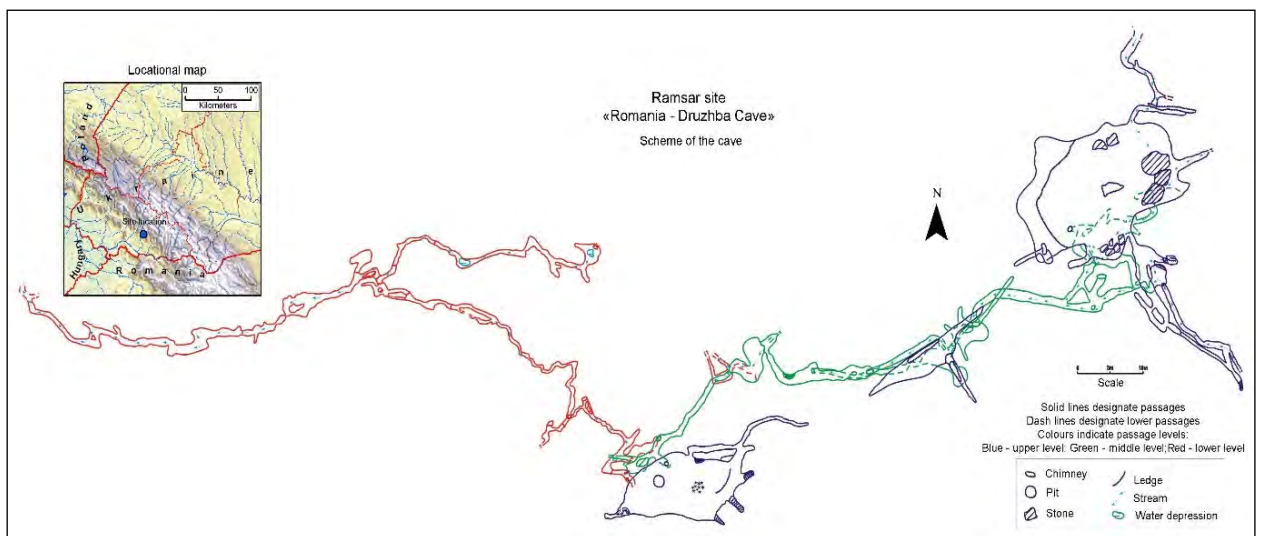 Locational map
0 50 100
Kilometers
Poland
Ukraine
Site location
Hungary
Romania
Ramsar site
«Romania - Druzhba Cave»
Scheme of the cave
N
Scale
Solid lines designate passages
Dash lines designate lower passages
Colours indicate passage levels:
Blue - upper level: Green - middle level;Red - lower level
Chimney
Pit
Stone
Ledge
Stream
Water depression